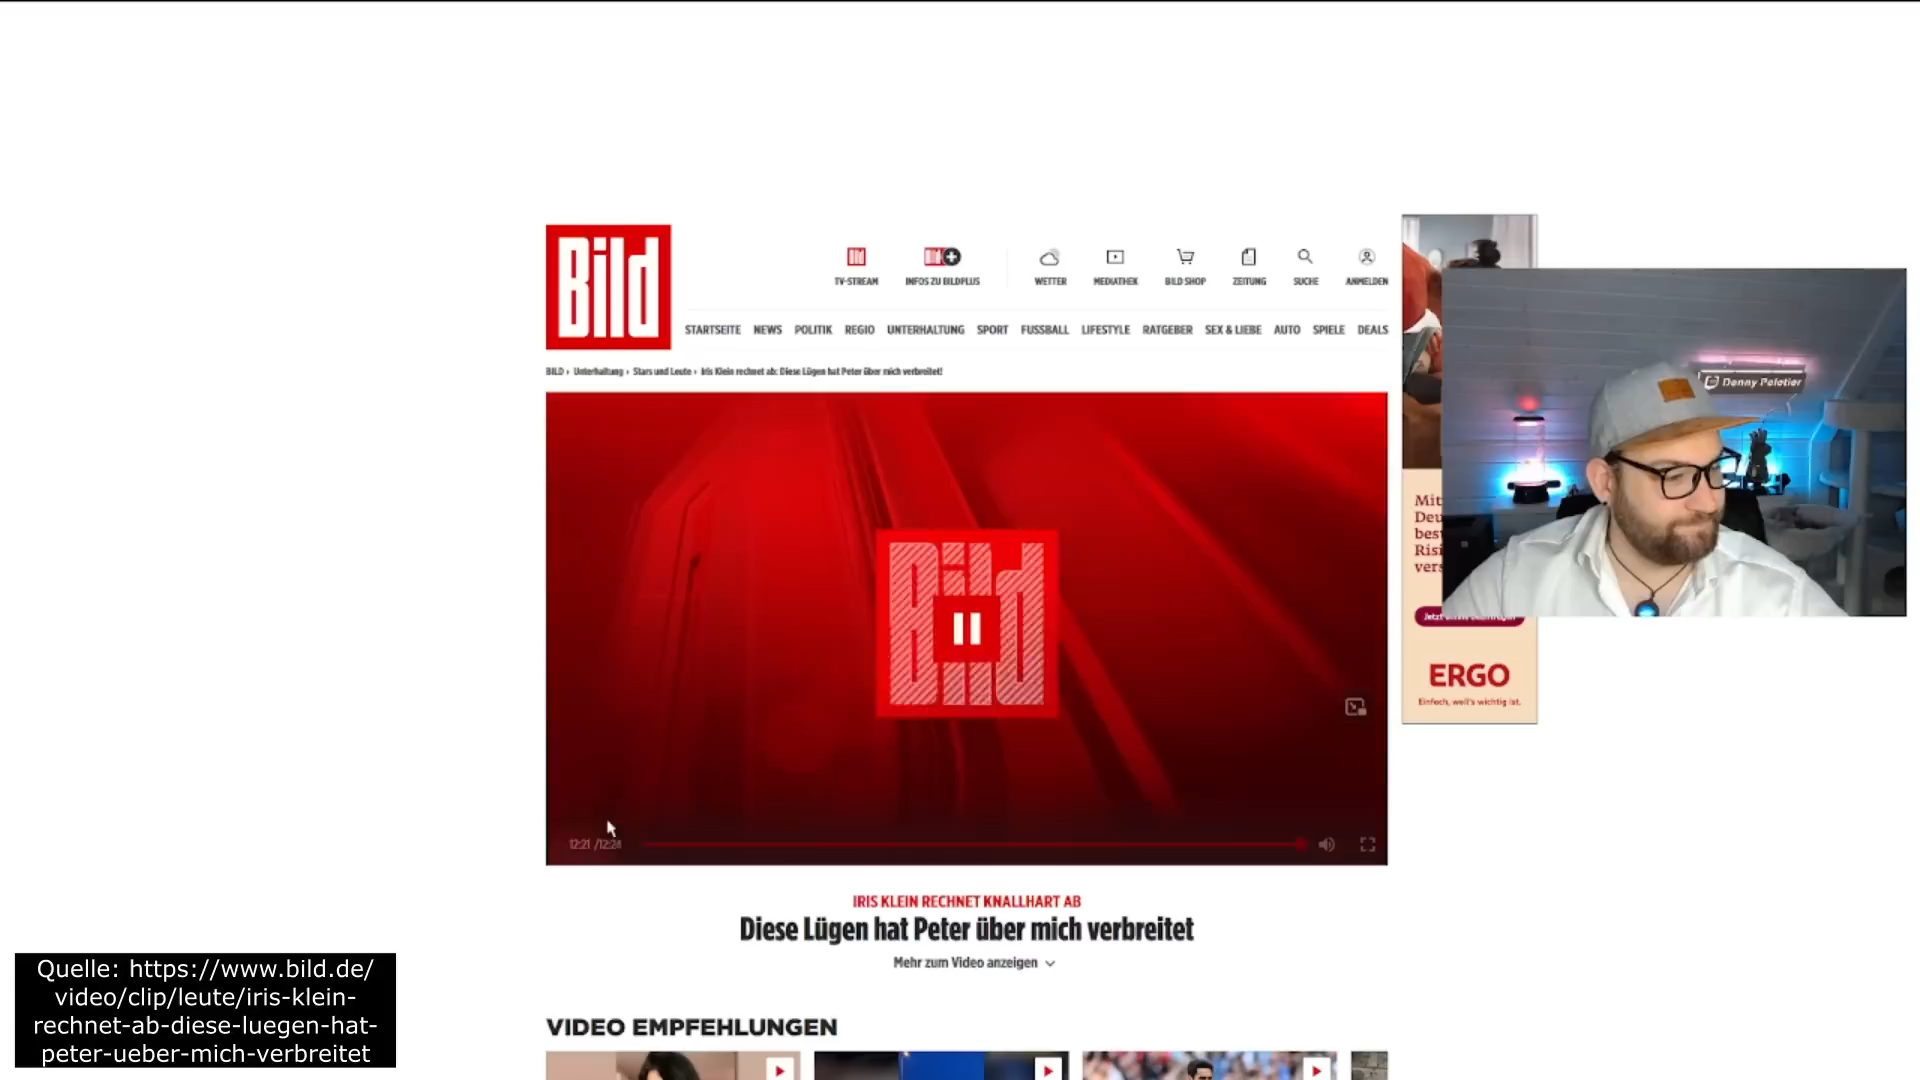 Bild
TV-STREAM
INFOS ZU BILDPLUS
WETTER
MEDIATHEK
BILD SHOP
ZEITUNG
SUCHE
ANMELDEN
STARTSEITE NEWS POLITIK REGIO UNTERHALTUNG SPORT FUSSBALL LIFESTYLE RATGEBER SEX & LIEBE AUTO SPIELE DEALS
BILD › Unterhaltung › Stars und Leute › Iris Klein rechnet ab: Diese Lügen hat Peter über mich verbreitet!
Danny Pelotier
Bild
Mit
Jetzt
ERGO
Einfach, weil's wichtig ist.
12:21 /12:24
IRIS KLEIN RECHNET KNALLHART AB
Diese Lügen hat Peter über mich verbreitet
Mehr zum Video anzeigen
VIDEO EMPFEHLUNGEN
Quelle: https://www.bild.de/
video/clip/leute/iris-klein-
rechnet-ab-diese-luegen-hat-
peter-ueber-mich-verbreitet